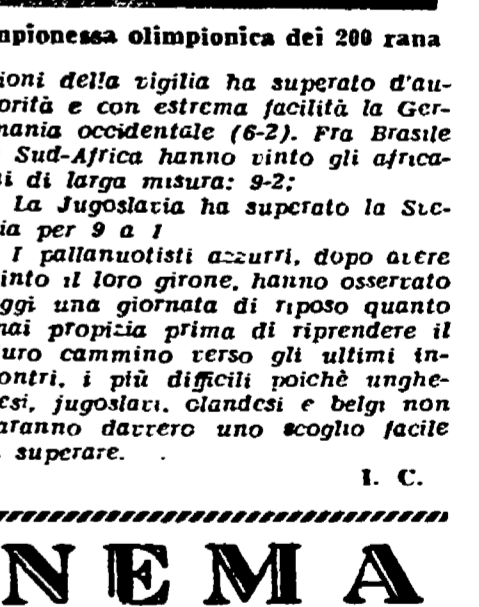 mpionessa olimpionica dei 200 rana
ioni della vigilia ha superato d'au-
orità e con estrema facilità la Ger-
mania occidentale (6-2). Fra Brasile
Sud-Africa hanno vinto gli africa-
i di larga misura: 9-2;
La Jugoslavia ha superato la Sve-
ia per 9 a 1
I pallanuotisti azzurri, dopo avere
into il loro girone, hanno osservato
ggi una giornata di riposo quanto
mai propizia prima di riprendere il
uro cammino verso gli ultimi in-
ontri, i più difficili poichè unghe-
esi, jugoslavi, olandesi e belgi non
aranno davvero uno scoglio facile
superare.
I. C.
NEMA